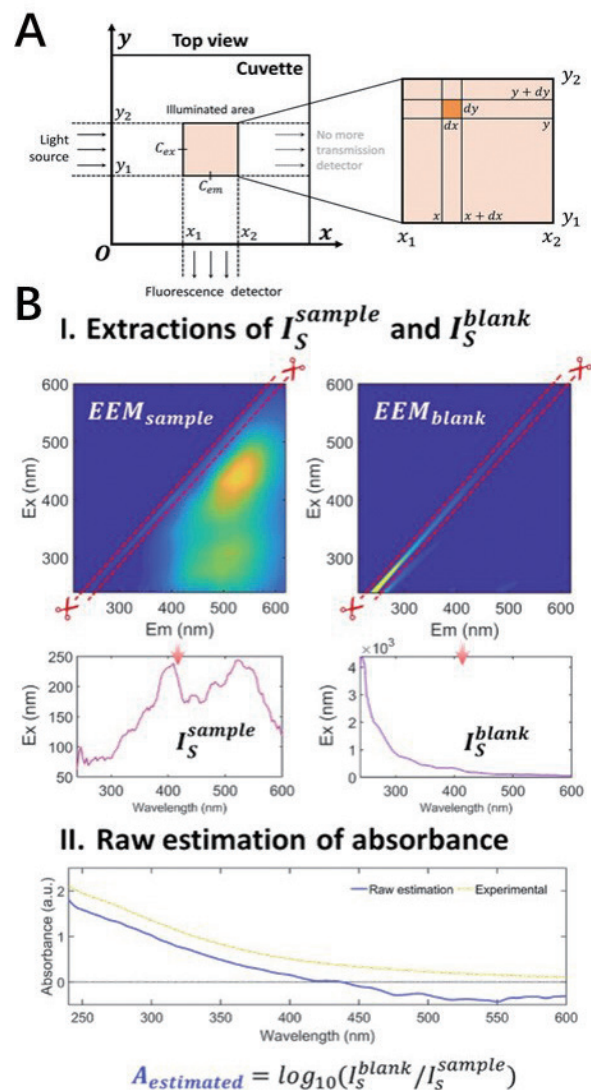 A
y
Top view
Cuvette
Illuminated area
y₂
Light source
C_ex
y₁
C_em
No more transmission detector
O
x₁
x₂
x
Fluorescence detector
y₂
y + dy
dy
dx
y
x
x + dx
y₁
x₁
x₂
B
I. Extractions of I_S^sample and I_S^blank
600
EEM_sample
500
Ex (nm)
400
300
300 400 500 600
Em (nm)
600
EEM_blank
500
Ex (nm)
400
300
300 400 500 600
Em (nm)
250
200
Ex (nm)
150
100
50
I_S^sample
300 400 500 600
Wavelength (nm)
×10³
4
3
Ex (nm)
2
1
0
I_S^blank
300 400 500 600
Wavelength (nm)
II. Raw estimation of absorbance
Absorbance (a.u.)
2
1
0
Raw estimation
Experimental
250 300 350 400 450 500 550 600
Wavelength (nm)
A_estimated = log₁₀(I_S^blank/I_S^sample)